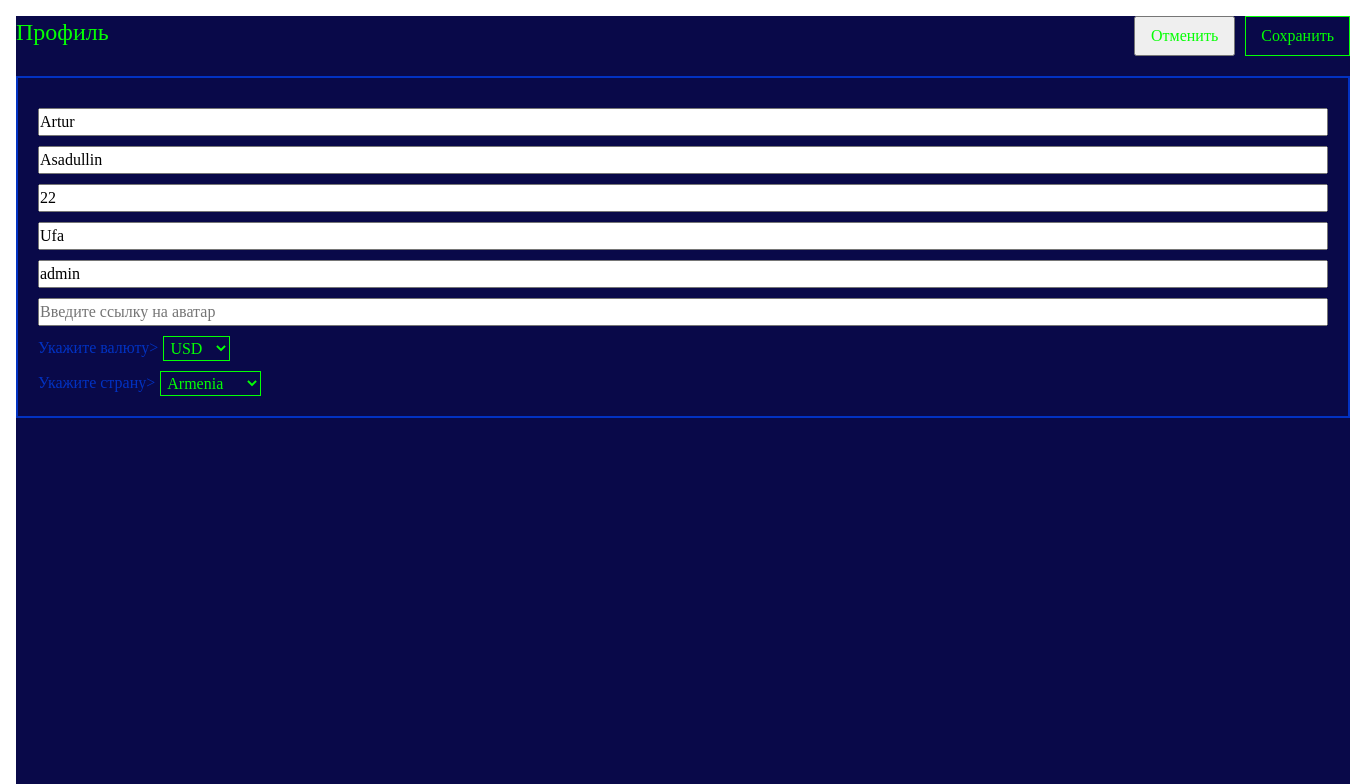 Профиль
Отменить
Сохранить
Artur
Asadullin
22
Ufa
admin
Введите ссылку на аватар
Укажите валюту> USD
Укажите страну> Armenia